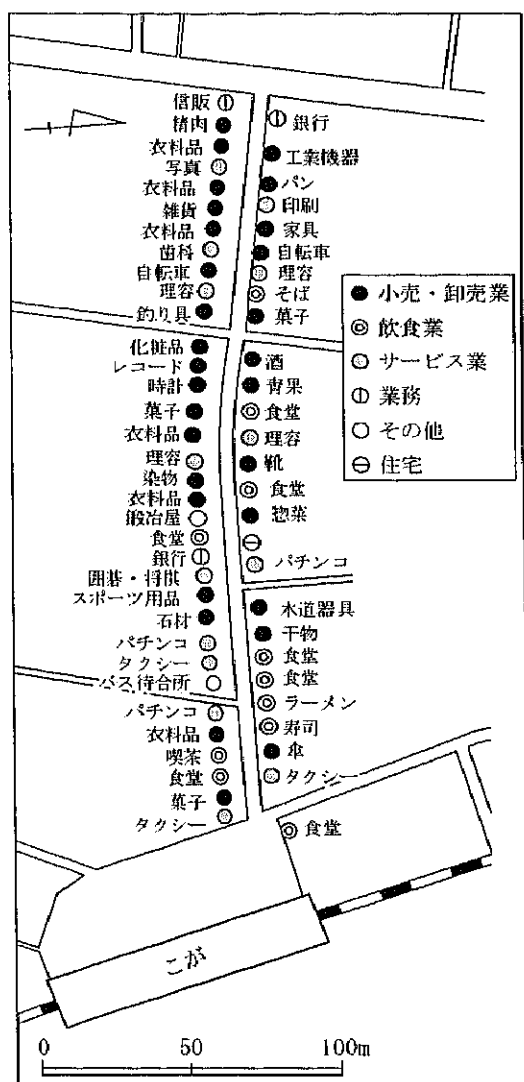 信販
精肉
衣料品
写真
衣料品
雑貨
衣料品
歯科
自転車
理容
釣り具
化粧品
レコード
時計
菓子
衣料品
理容
染物
衣料品
鍛冶屋
食堂
銀行
囲碁・将棋
スポーツ用品
石材
パチンコ
タクシー
バス待合所
パチンコ
衣料品
喫茶
食堂
菓子
タクシー
銀行
工業機器
パン
印刷
家具
自転車
理容
そば
菓子
酒
青果
食堂
理容
靴
食堂
惣菜
パチンコ
水道器具
干物
食堂
食堂
ラーメン
寿司
傘
タクシー
食堂
小売・卸売業
飲食業
サービス業
業務
その他
住宅
こが
0 50 100m